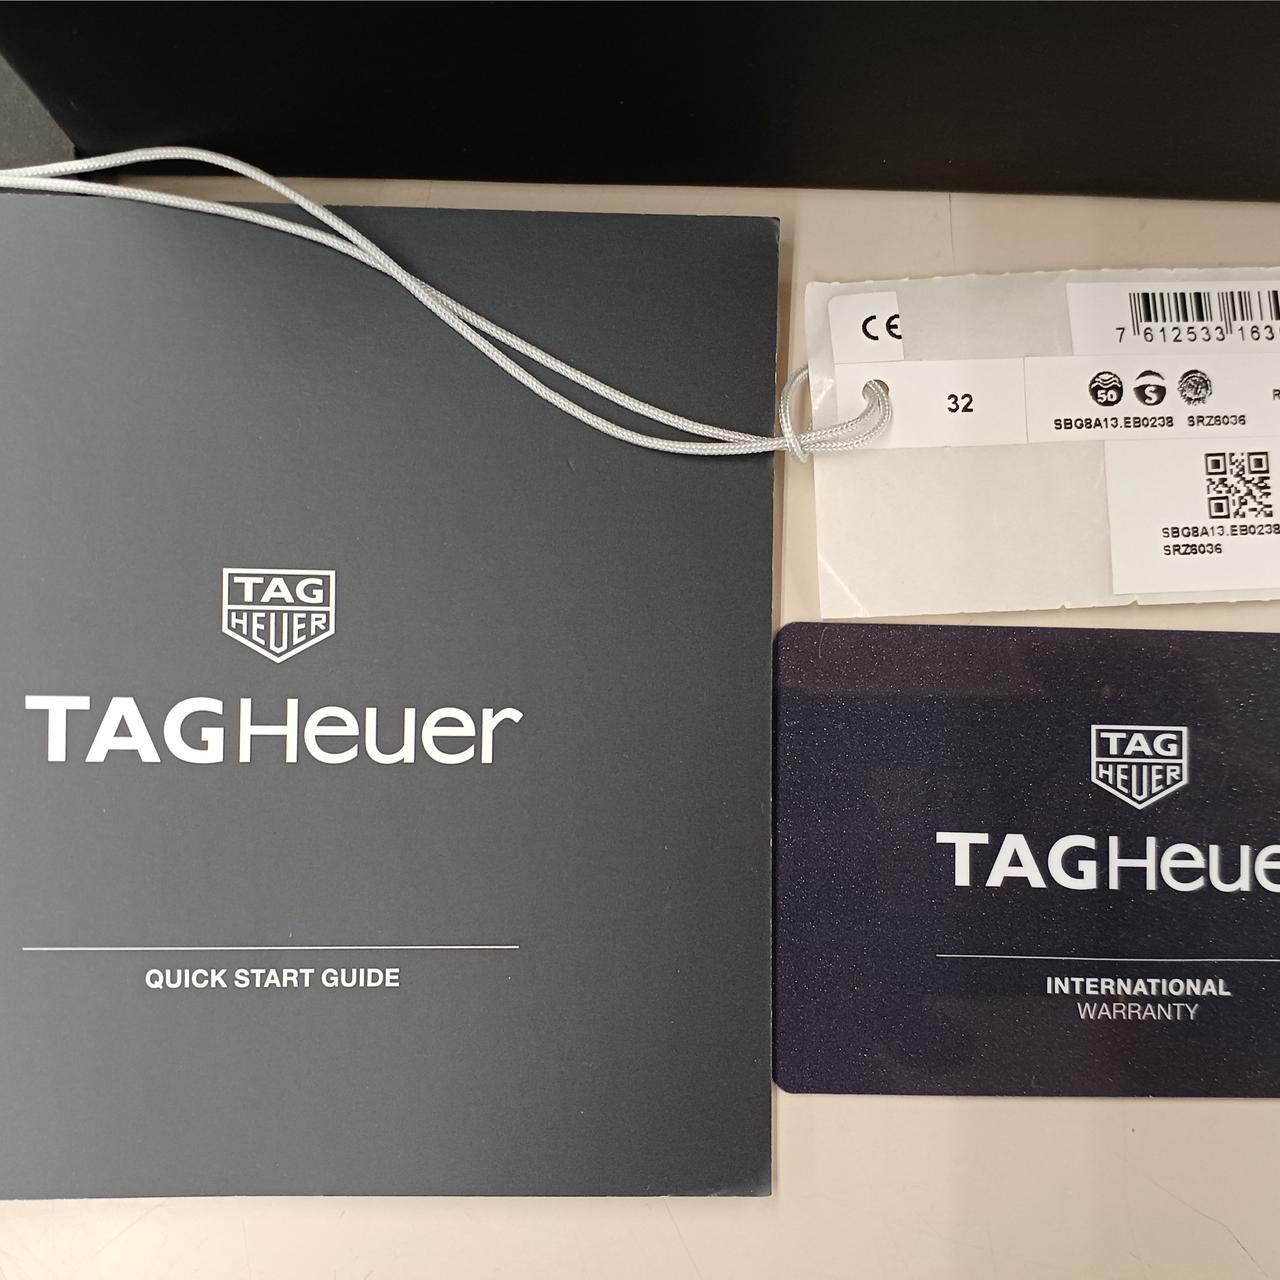 TAG
HEUER
TAGHeuer
QUICK START GUIDE
CE
7 612533 163
32
50 S
SBG8A13.EB0238 SRZ6036
R
SBG8A13.EB0238
SRZ6036
TAG
HEUER
TAGHeue
INTERNATIONAL
WARRANTY